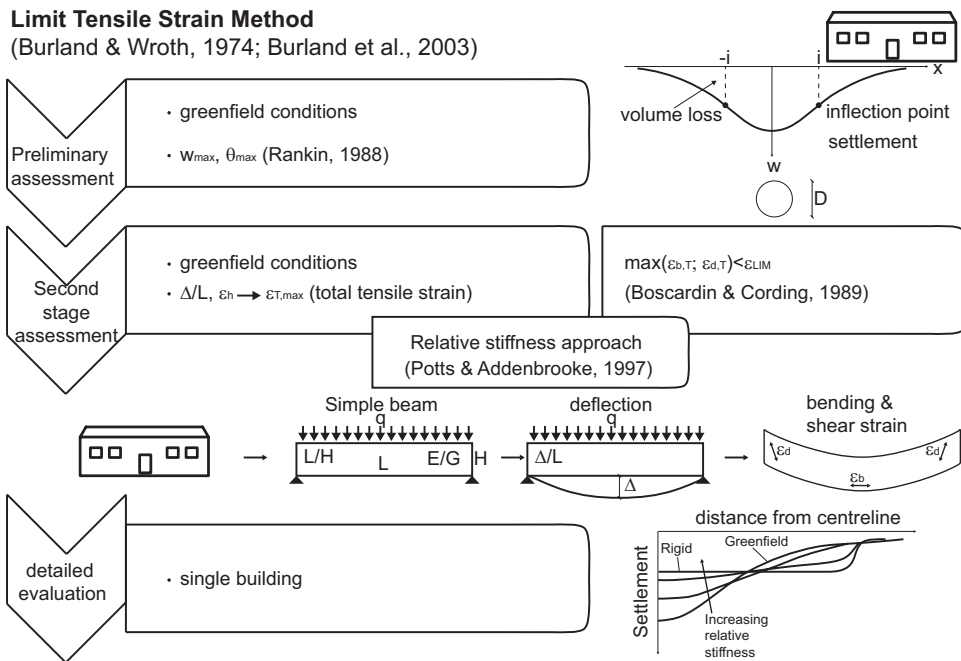 Limit Tensile Strain Method
(Burland & Wroth, 1974; Burland et al., 2003)
-i
i
x
volume loss
inflection point
settlement
w
D
Preliminary
assessment
· greenfield conditions
· wmax, θmax (Rankin, 1988)
Second
stage
assessment
· greenfield conditions
· Δ/L, εh → εT,max (total tensile strain)
max(εb,T; εd,T)<εLIM
(Boscardin & Cording, 1989)
Relative stiffness approach
(Potts & Addenbrooke, 1997)
Simple beam
q
L/H
L
E/G
H
deflection
q
Δ/L
Δ
bending &
shear strain
εd
εd
εb
detailed
evaluation
· single building
distance from centreline
Settlement
Rigid
Greenfield
Increasing
relative
stiffness